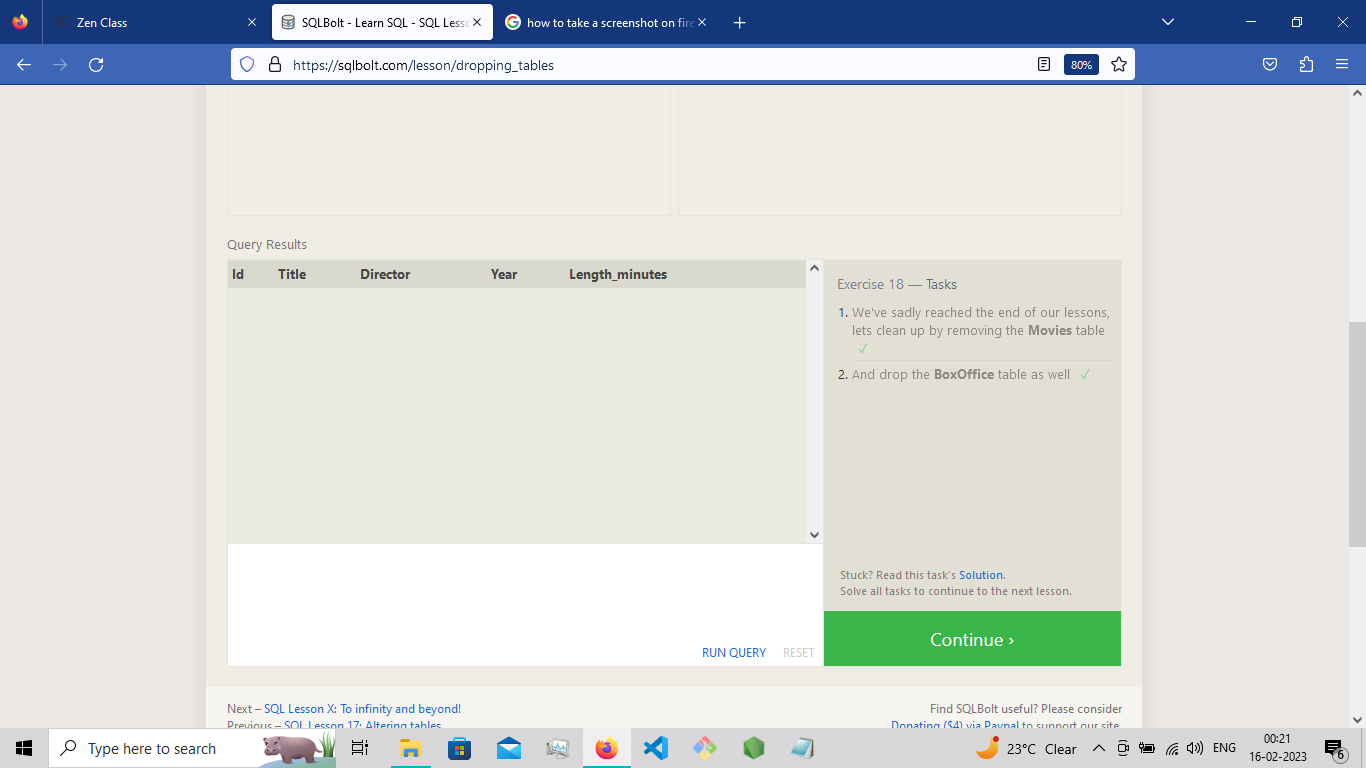 Zen Class
SQLBolt - Learn SQL - SQL Less
how to take a screenshot on fire
https://sqlbolt.com/lesson/dropping_tables
80%
Query Results
Id Title Director Year Length_minutes
Exercise 18 — Tasks
1. We've sadly reached the end of our lessons,
lets clean up by removing the Movies table
✓
2. And drop the BoxOffice table as well ✓
Stuck? Read this task's Solution.
Solve all tasks to continue to the next lesson.
RUN QUERY RESET
Continue ›
Next – SQL Lesson X: To infinity and beyond!
Previous – SQL Lesson 17: Altering tables
Find SQLBolt useful? Please consider
Donating ($4) via Paypal to support our site.
Type here to search
23°C Clear
ENG
00:21
16-02-2023
6